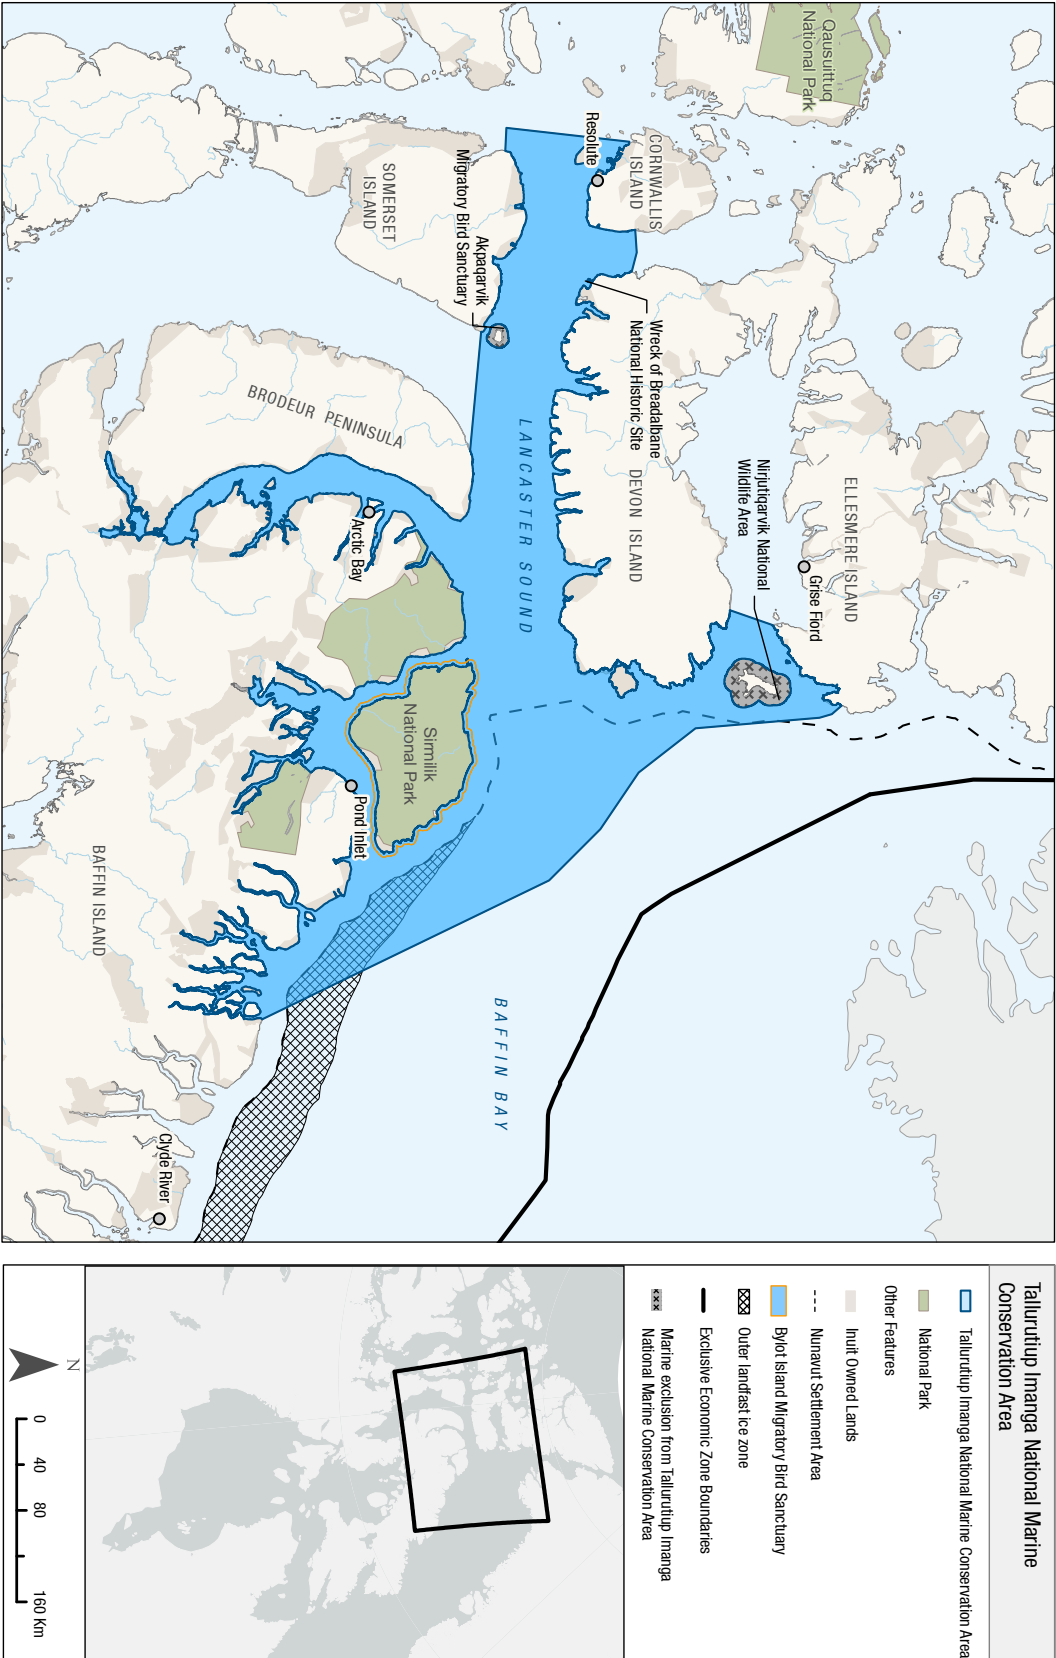 Qausuittuq
National Park
CORNWALLIS
ISLAND
Resolute
SOMERSET
ISLAND
Akpaqarvik
Migratory Bird Sanctuary
Wreck of Breadalbane
National Historic Site
BRODEUR PENINSULA
LANCASTER SOUND
DEVON ISLAND
Nirjutiqarvik National
Wildlife Area
ELLESMERE ISLAND
Grise Fiord
Arctic Bay
Sirmilik
National Park
Pond Inlet
BAFFIN ISLAND
BAFFIN BAY
Clyde River
Tallurutiup Imanga National Marine
Conservation Area
Tallurutiup Imanga National Marine Conservation Area
National Park
Other Features
Inuit Owned Lands
Nunavut Settlement Area
Bylot Island Migratory Bird Sanctuary
Outer landfast ice zone
Exclusive Economic Zone Boundaries
Marine exclusion from Tallurutiup Imanga
National Marine Conservation Area
N
0 40 80 160 Km